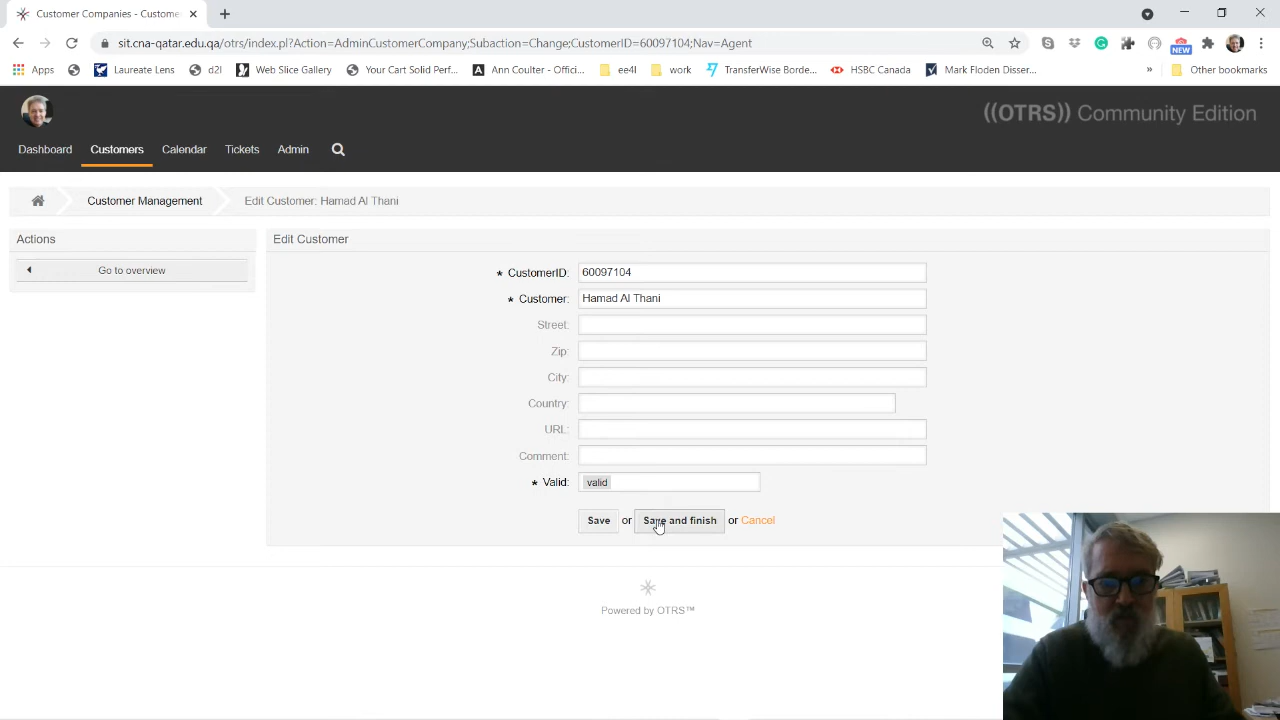 Customer Companies - Custome
sit.cna-qatar.edu.qa/otrs/index.pl?Action=AdminCustomerCompany;Subaction=Change;CustomerID=60097104;Nav=Agent
NEW
Apps
Laureate Lens
d2l
Web Slice Gallery
Your Cart Solid Perf...
Ann Coulter - Offici...
ee4l
work
TransferWise Borde...
HSBC Canada
Mark Floden Disser...
»
Other bookmarks
((OTRS)) Community Edition
Dashboard
Customers
Calendar
Tickets
Admin
Customer Management
Edit Customer: Hamad Al Thani
Actions
Go to overview
Edit Customer
* CustomerID: 60097104
* Customer: Hamad Al Thani
Street:
Zip:
City:
Country:
URL:
Comment:
* Valid: valid
Save or Save and finish or Cancel
Powered by OTRS™